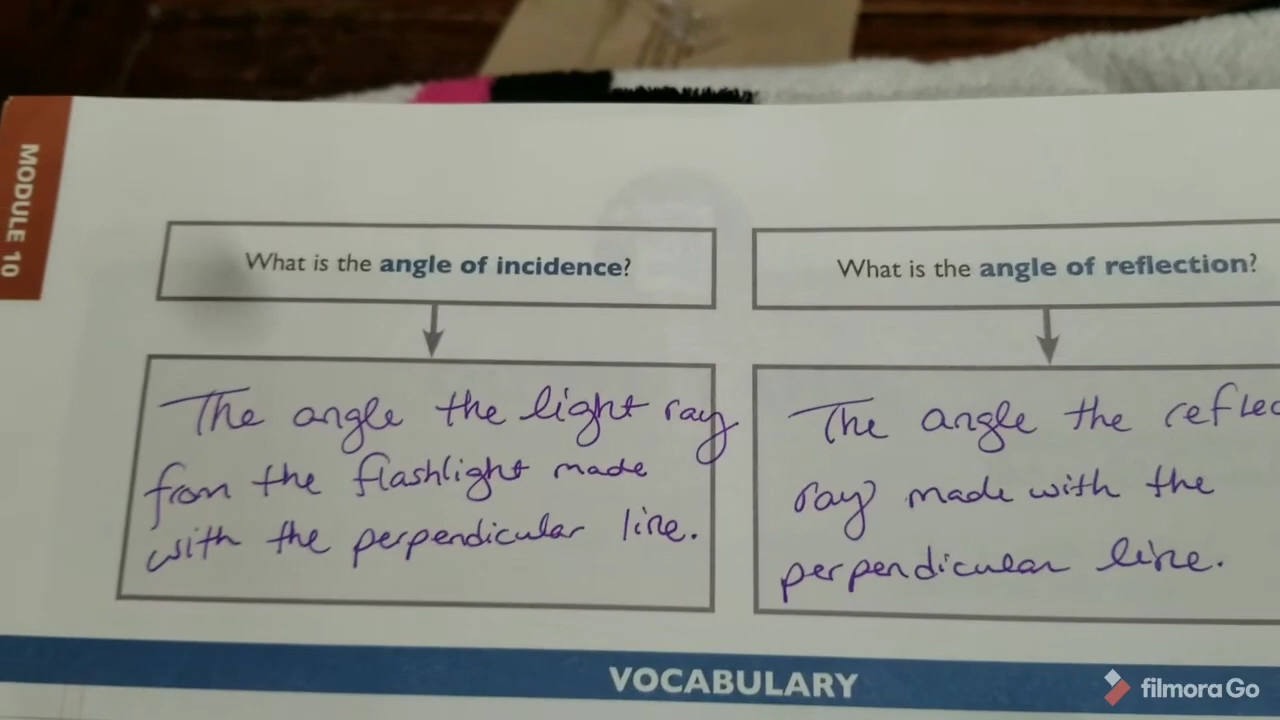 MODULE 10
What is the angle of incidence?
The angle the light ray
from the flashlight made
with the perpendicular line.
What is the angle of reflection?
The angle the reflec
ray made with the
perpendicular line.
VOCABULARY
filmora Go